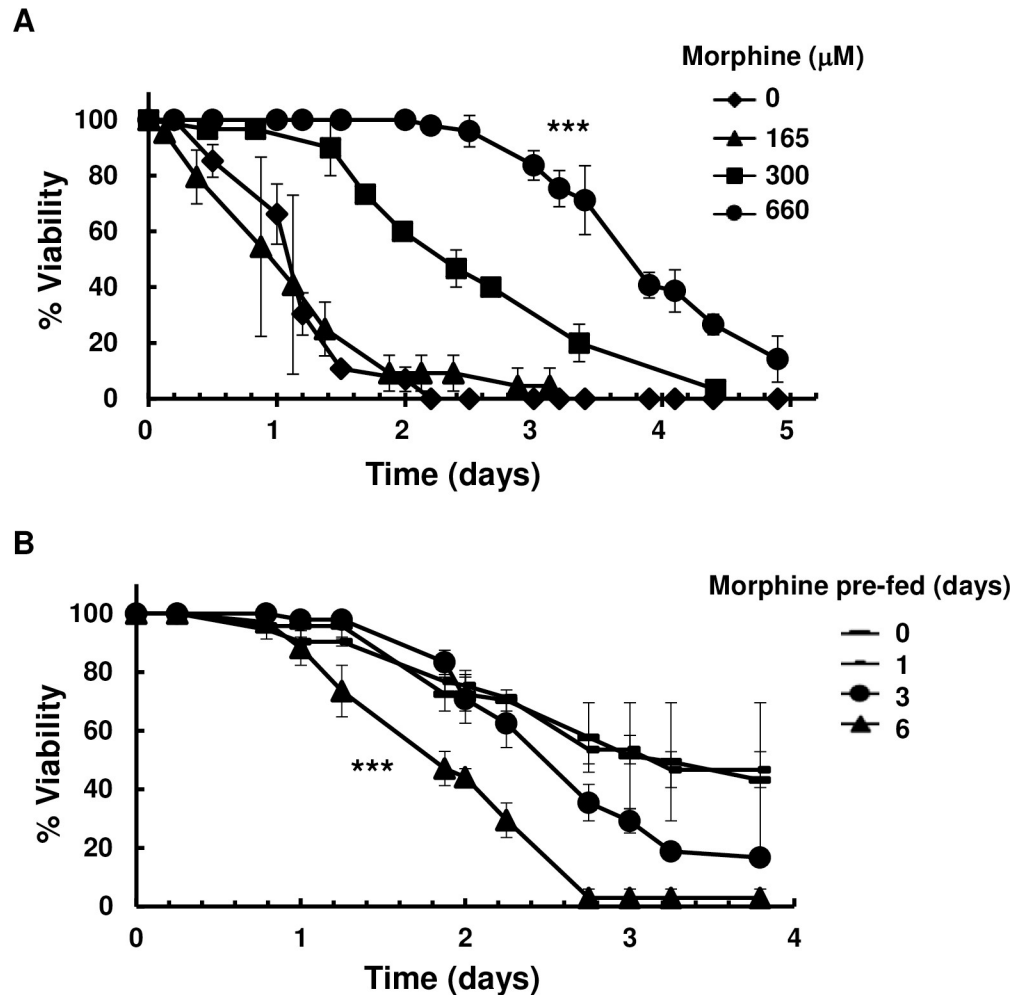 A
Morphine (μM)
0
165
300
660
***
100
80
60
40
20
0
% Viability
0 1 2 3 4 5
Time (days)
B
Morphine pre-fed (days)
0
1
3
6
***
100
80
60
40
20
0
% Viability
0 1 2 3 4
Time (days)